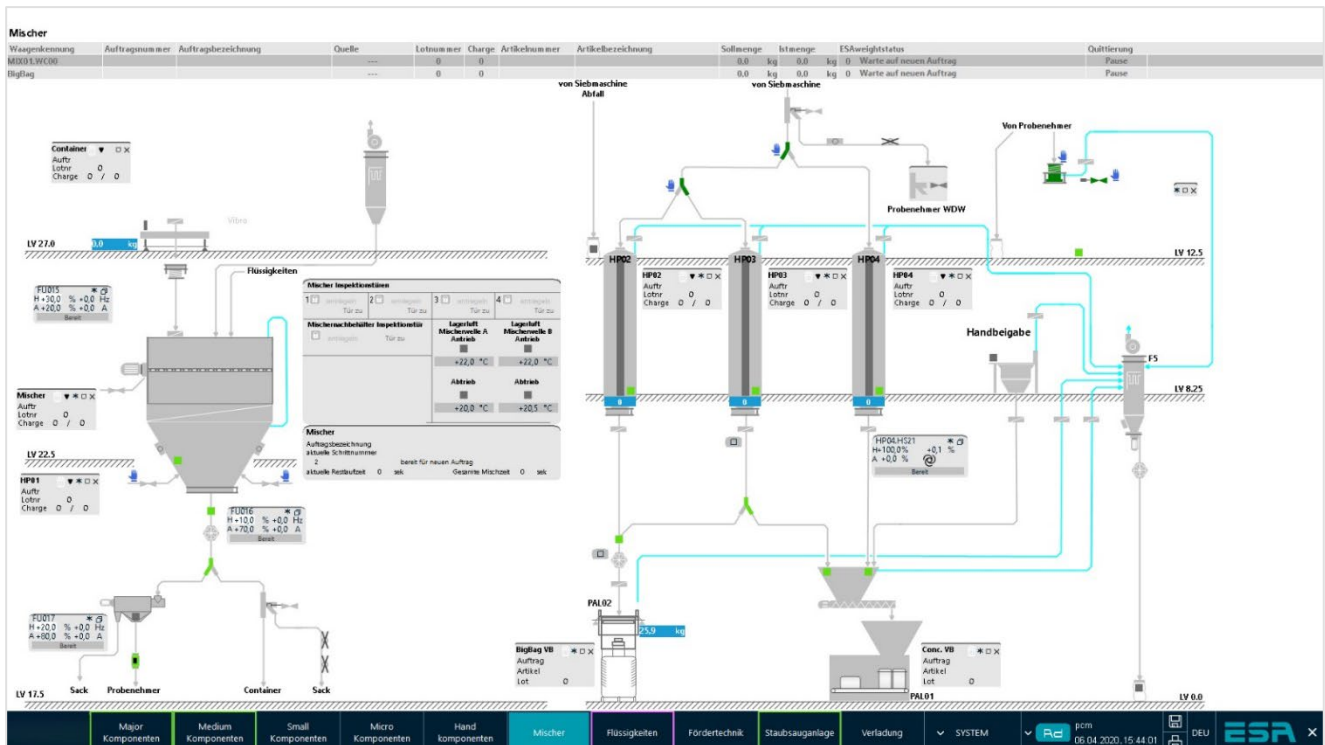 Mischer
Waagenkennung Auftragsnummer Auftragsbezeichnung Quelle Lotnummer Charge Artikelnummer Artikelbezeichnung Sollmenge Istmenge ESAweightstatus Quittierung
MIX01.WC00 --- 0 0 0.0 kg 0.0 kg 0 Warte auf neuen Auftrag Pause
BigBag --- 0 0 0.0 kg 0.0 kg 0 Warte auf neuen Auftrag Pause
von Siebmaschine
Abfall
von Siebmaschine
Von Probenehmer
Container
Auftr
Lotnr 0
Charge 0 / 0
Vibro
Probenehmer WDW
LV 27.0
0.0 kg
LV 12.5
Flüssigkeiten
FU015
H +30,0 % +0,0 Hz
A +20,0 % +0,0 A
Bereit
Mischer Inspektionstüren
1 entriegeln 2 entriegeln 3 entriegeln 4 entriegeln
Tür zu Tür zu Tür zu Tür zu
Mischernachbehälter Inspektionstür
entriegeln Tür zu
Lagerluft
Mischerwelle A
Antrieb
+22,0 °C
Abtrieb
+20,0 °C
Lagerluft
Mischerwelle B
Antrieb
+22,0 °C
Abtrieb
+20,5 °C
Mischer
Auftragsbezeichnung
aktuelle Schrittnummer
2 bereit für neuen Auftrag
aktuelle Restlaufzeit 0 sek Gesamte Mischzeit 0 sek
HP02
HP03
HP04
HP02
Auftr
Lotnr 0
Charge 0 / 0
HP03
Auftr
Lotnr 0
Charge 0 / 0
HP04
Auftr
Lotnr 0
Charge 0 / 0
Handbeigabe
F5
LV 8.25
0
0
0
Mischer
Auftr
Lotnr 0
Charge 0 / 0
LV 22.5
HP01
Auftr
Lotnr 0
Charge 0 / 0
HP04.HS21
H+100,0% +0,1 %
A +0,0 %
Bereit
FU016
H +10,0 % +0,0 Hz
A +70,0 % +0,0 A
Bereit
FU017
H +20,0 % +0,0 Hz
A +80,0 % +0,0 A
Bereit
PAL02
25,9 kg
BigBag VB
Auftrag
Artikel
Lot 0
Conc. VB
Auftrag
Artikel
Lot 0
PAL01
LV 17.5
Sack
Probenehmer
Container
Sack
LV 0.0
Major Komponenten
Medium Komponenten
Small Komponenten
Micro Komponenten
Hand komponenten
Mischer
Flüssigkeiten
Fördertechnik
Staubsauganlage
Verladung
SYSTEM
Rd
pcm
06.04.2020, 15:44:01
DEU
ESA